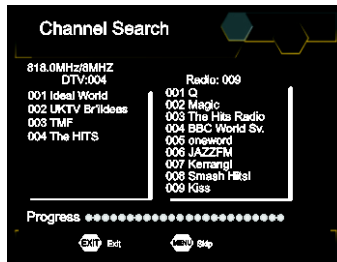 Channel Search
818.0MHz/8MHZ
DTV:004
001 Ideal World
002 UKTV Br'iIdeas
003 TMF
004 The HITS
Radio: 009
001 Q
002 Magic
003 The Hits Radio
004 BBC World Sv.
005 oneword
006 JAZZFM
007 Kerrang!
008 Smash Hits!
009 Kiss
Progress
EXIT Exit
MENU Skip